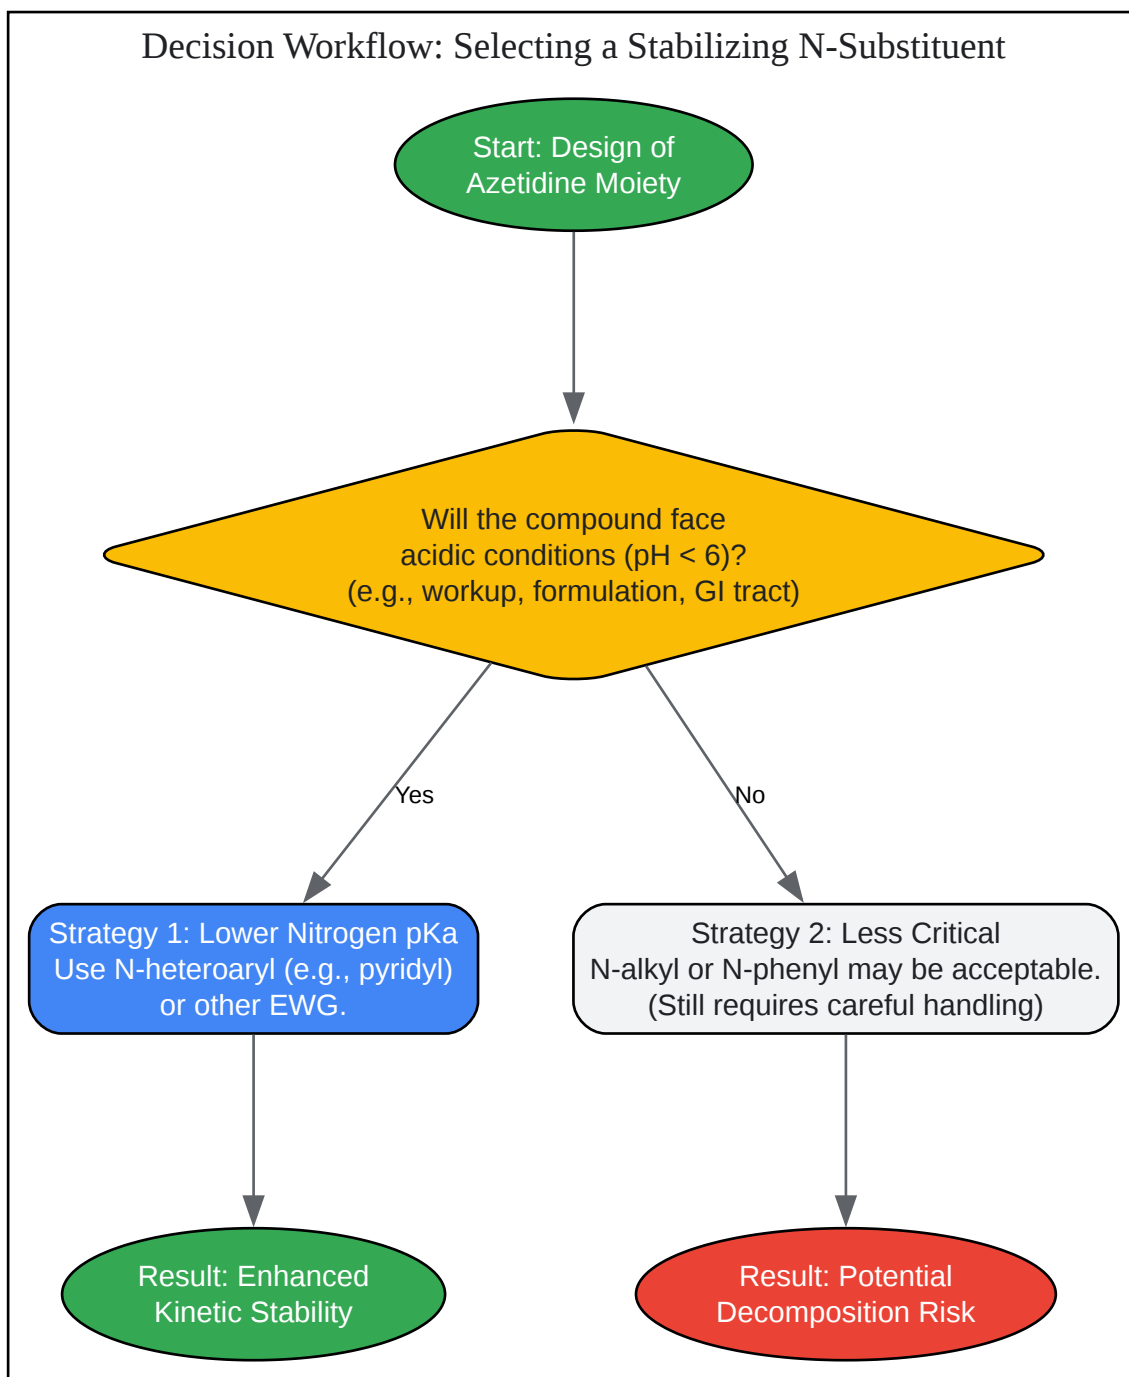 Decision Workflow: Selecting a Stabilizing N-Substituent
Start: Design of
Azetidine Moiety
Will the compound face
acidic conditions (pH < 6)?
(e.g., workup, formulation, GI tract)
Yes
No
Strategy 1: Lower Nitrogen pKa
Use N-heteroaryl (e.g., pyridyl)
or other EWG.
Strategy 2: Less Critical
N-alkyl or N-phenyl may be acceptable.
(Still requires careful handling)
Result: Enhanced
Kinetic Stability
Result: Potential
Decomposition Risk